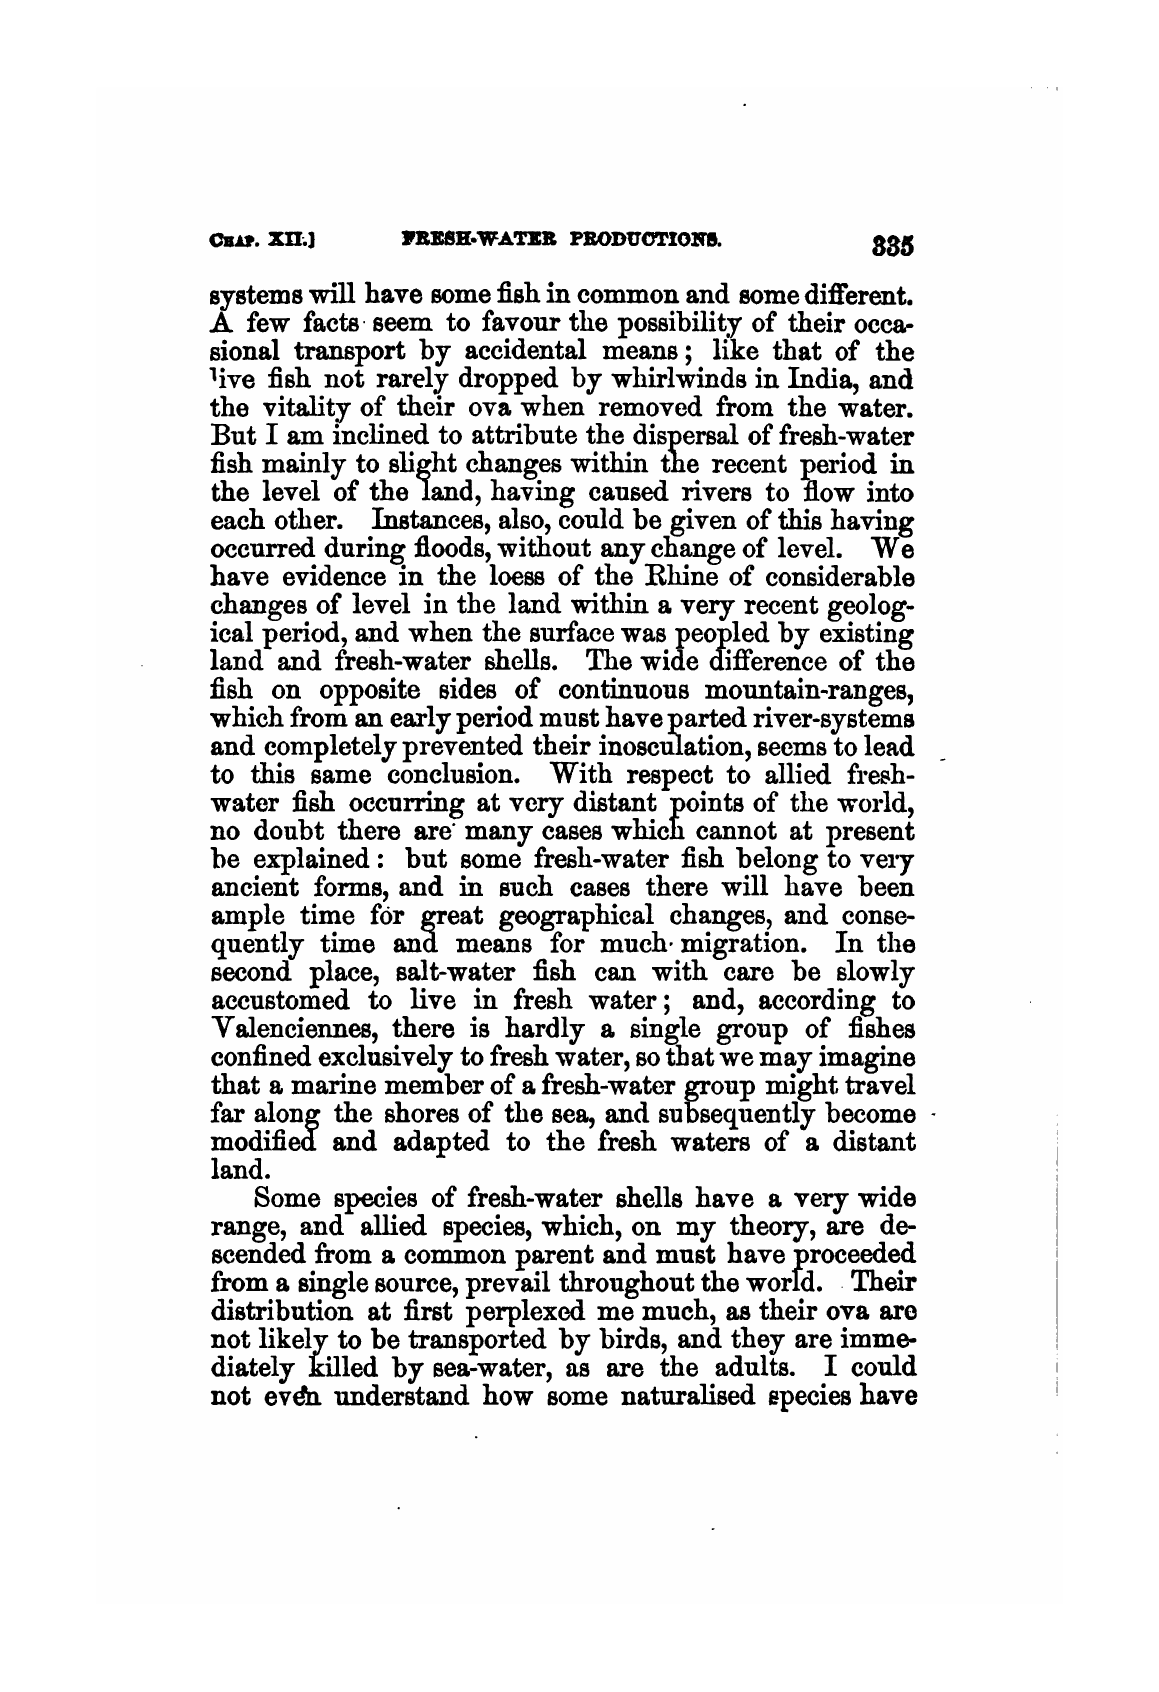 CHAP. XII.] FRESH-WATER PRODUCTIONS. 335
systems will have some fish in common and some different.
A few facts seem to favour the possibility of their occa-
sional transport by accidental means; like that of the
live fish not rarely dropped by whirlwinds in India, and
the vitality of their ova when removed from the water.
But I am inclined to attribute the dispersal of fresh-water
fish mainly to slight changes within the recent period in
the level of the land, having caused rivers to flow into
each other. Instances, also, could be given of this having
occurred during floods, without any change of level. We
have evidence in the loess of the Rhine of considerable
changes of level in the land within a very recent geolog-
ical period, and when the surface was peopled by existing
land and fresh-water shells. The wide difference of the
fish on opposite sides of continuous mountain-ranges,
which from an early period must have parted river-systems
and completely prevented their inosculation, seems to lead
to this same conclusion. With respect to allied fresh-
water fish occurring at very distant points of the world,
no doubt there are many cases which cannot at present
be explained: but some fresh-water fish belong to very
ancient forms, and in such cases there will have been
ample time for great geographical changes, and conse-
quently time and means for much migration. In the
second place, salt-water fish can with care be slowly
accustomed to live in fresh water; and, according to
Valenciennes, there is hardly a single group of fishes
confined exclusively to fresh water, so that we may imagine
that a marine member of a fresh-water group might travel
far along the shores of the sea, and subsequently become
modified and adapted to the fresh waters of a distant
land.
Some species of fresh-water shells have a very wide
range, and allied species, which, on my theory, are de-
scended from a common parent and must have proceeded
from a single source, prevail throughout the world. Their
distribution at first perplexed me much, as their ova are
not likely to be transported by birds, and they are imme-
diately killed by sea-water, as are the adults. I could
not even understand how some naturalised species have